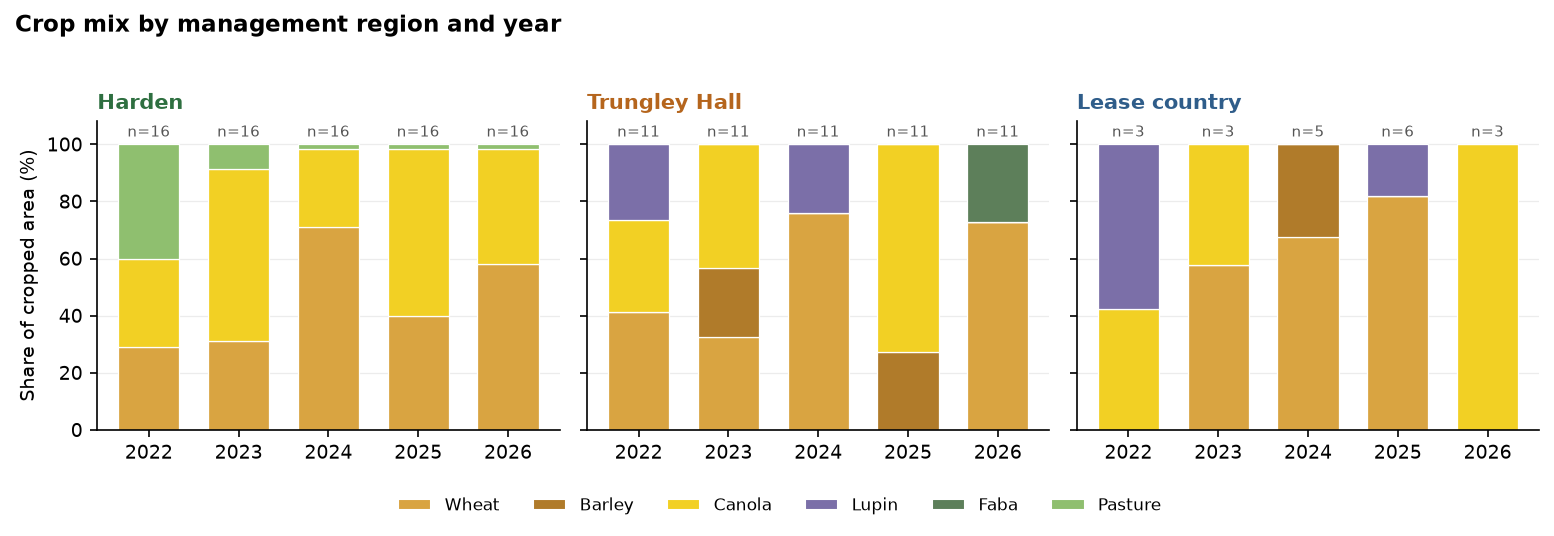 Crop mix by management region and year
Harden
Trungley Hall
Lease country
n=16 n=16 n=16 n=16 n=16
n=11 n=11 n=11 n=11 n=11
n=3 n=3 n=5 n=6 n=3
Share of cropped area (%)
100
80
60
40
20
0
2022 2023 2024 2025 2026
2022 2023 2024 2025 2026
2022 2023 2024 2025 2026
Wheat Barley Canola Lupin Faba Pasture